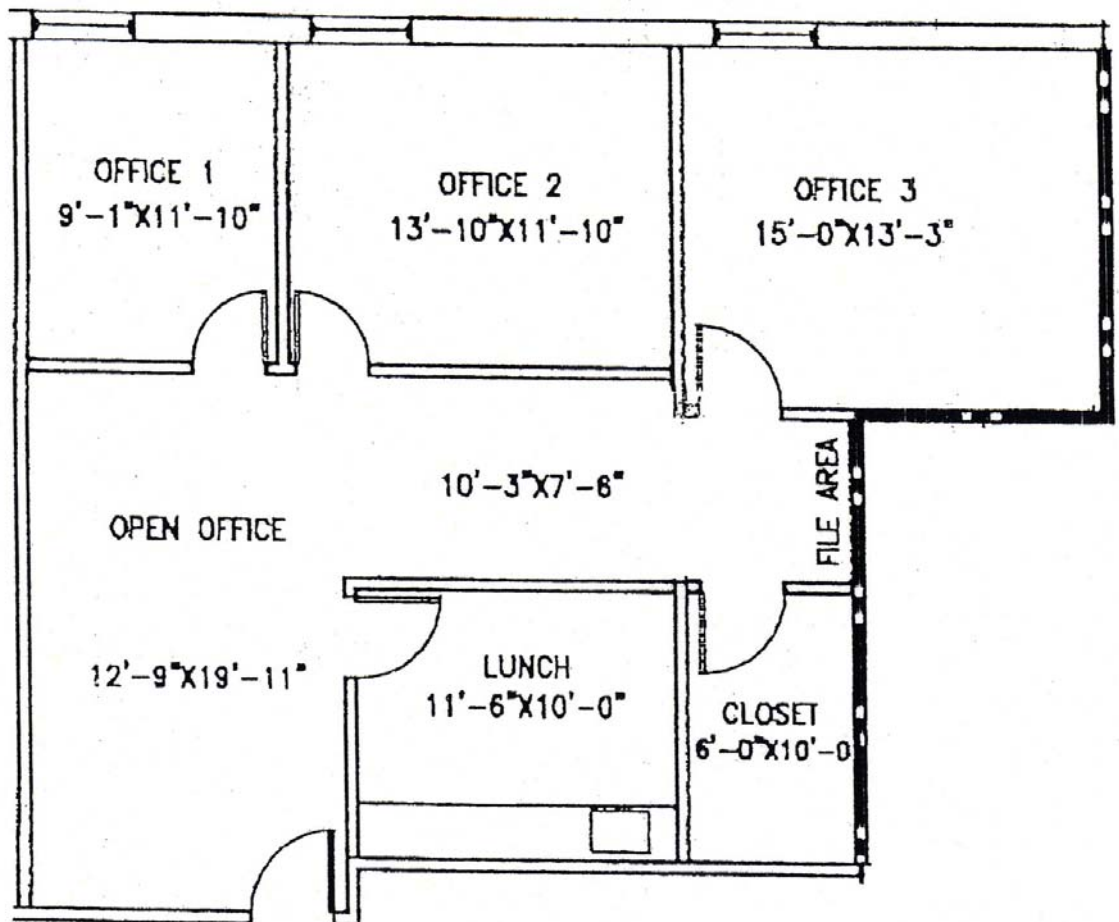 OFFICE 1
9'-1"X11'-10"
OFFICE 2
13'-10"X11'-10"
OFFICE 3
15'-0"X13'-3"
10'-3"X7'-6"
FILE AREA
OPEN OFFICE
12'-9"X19'-11"
LUNCH
11'-6"X10'-0"
CLOSET
6'-0"X10'-0